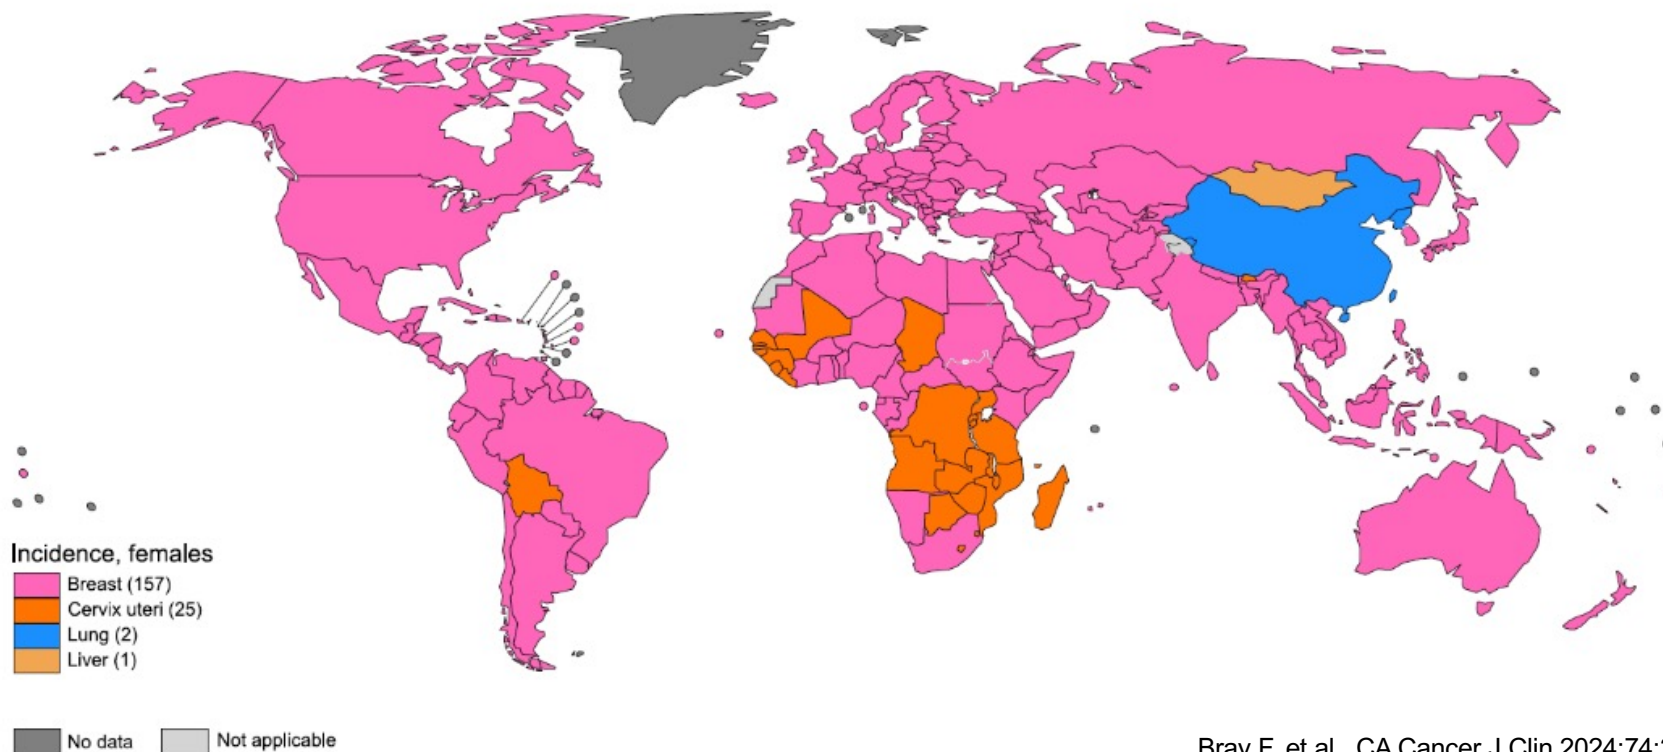 Incidence, females
Breast (157)
Cervix uteri (25)
Lung (2)
Liver (1)
No data
Not applicable
Bray F, et al., CA Cancer J Clin 2024;74: